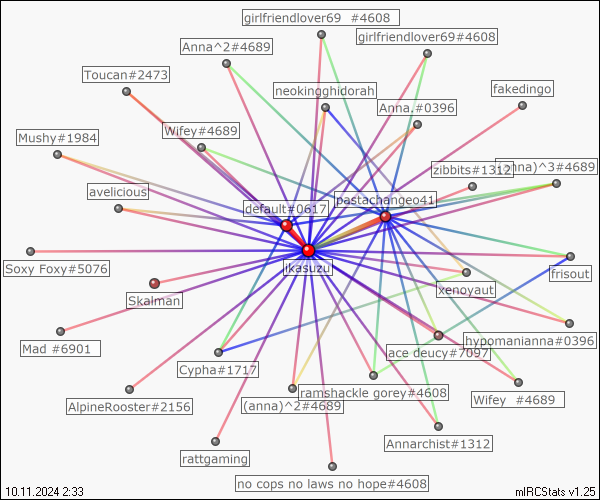 girlfriendlover69  #4608
girlfriendlover69#4608
Anna^2#4689
Toucan#2473
neokingghidorah
fakedingo
Anna.#0396
Mushy#1984
Wifey#4689
zibbits#1312
nna)^3#4689
avelicious
default#0617
pastachangeo41
ikasuzu
Soxy Foxy#5076
frisout
Skalman
xenoyaut
Mad #6901
hypomanianna#0396
ace deucy#7097
Cypha#1717
ramshackle gorey#4608
AlpineRooster#2156
(anna)^2#4689
Wifey  #4689
Annarchist#1312
rattgaming
no cops no laws no hope#4608
10.11.2024 2:33
mIRCStats v1.25